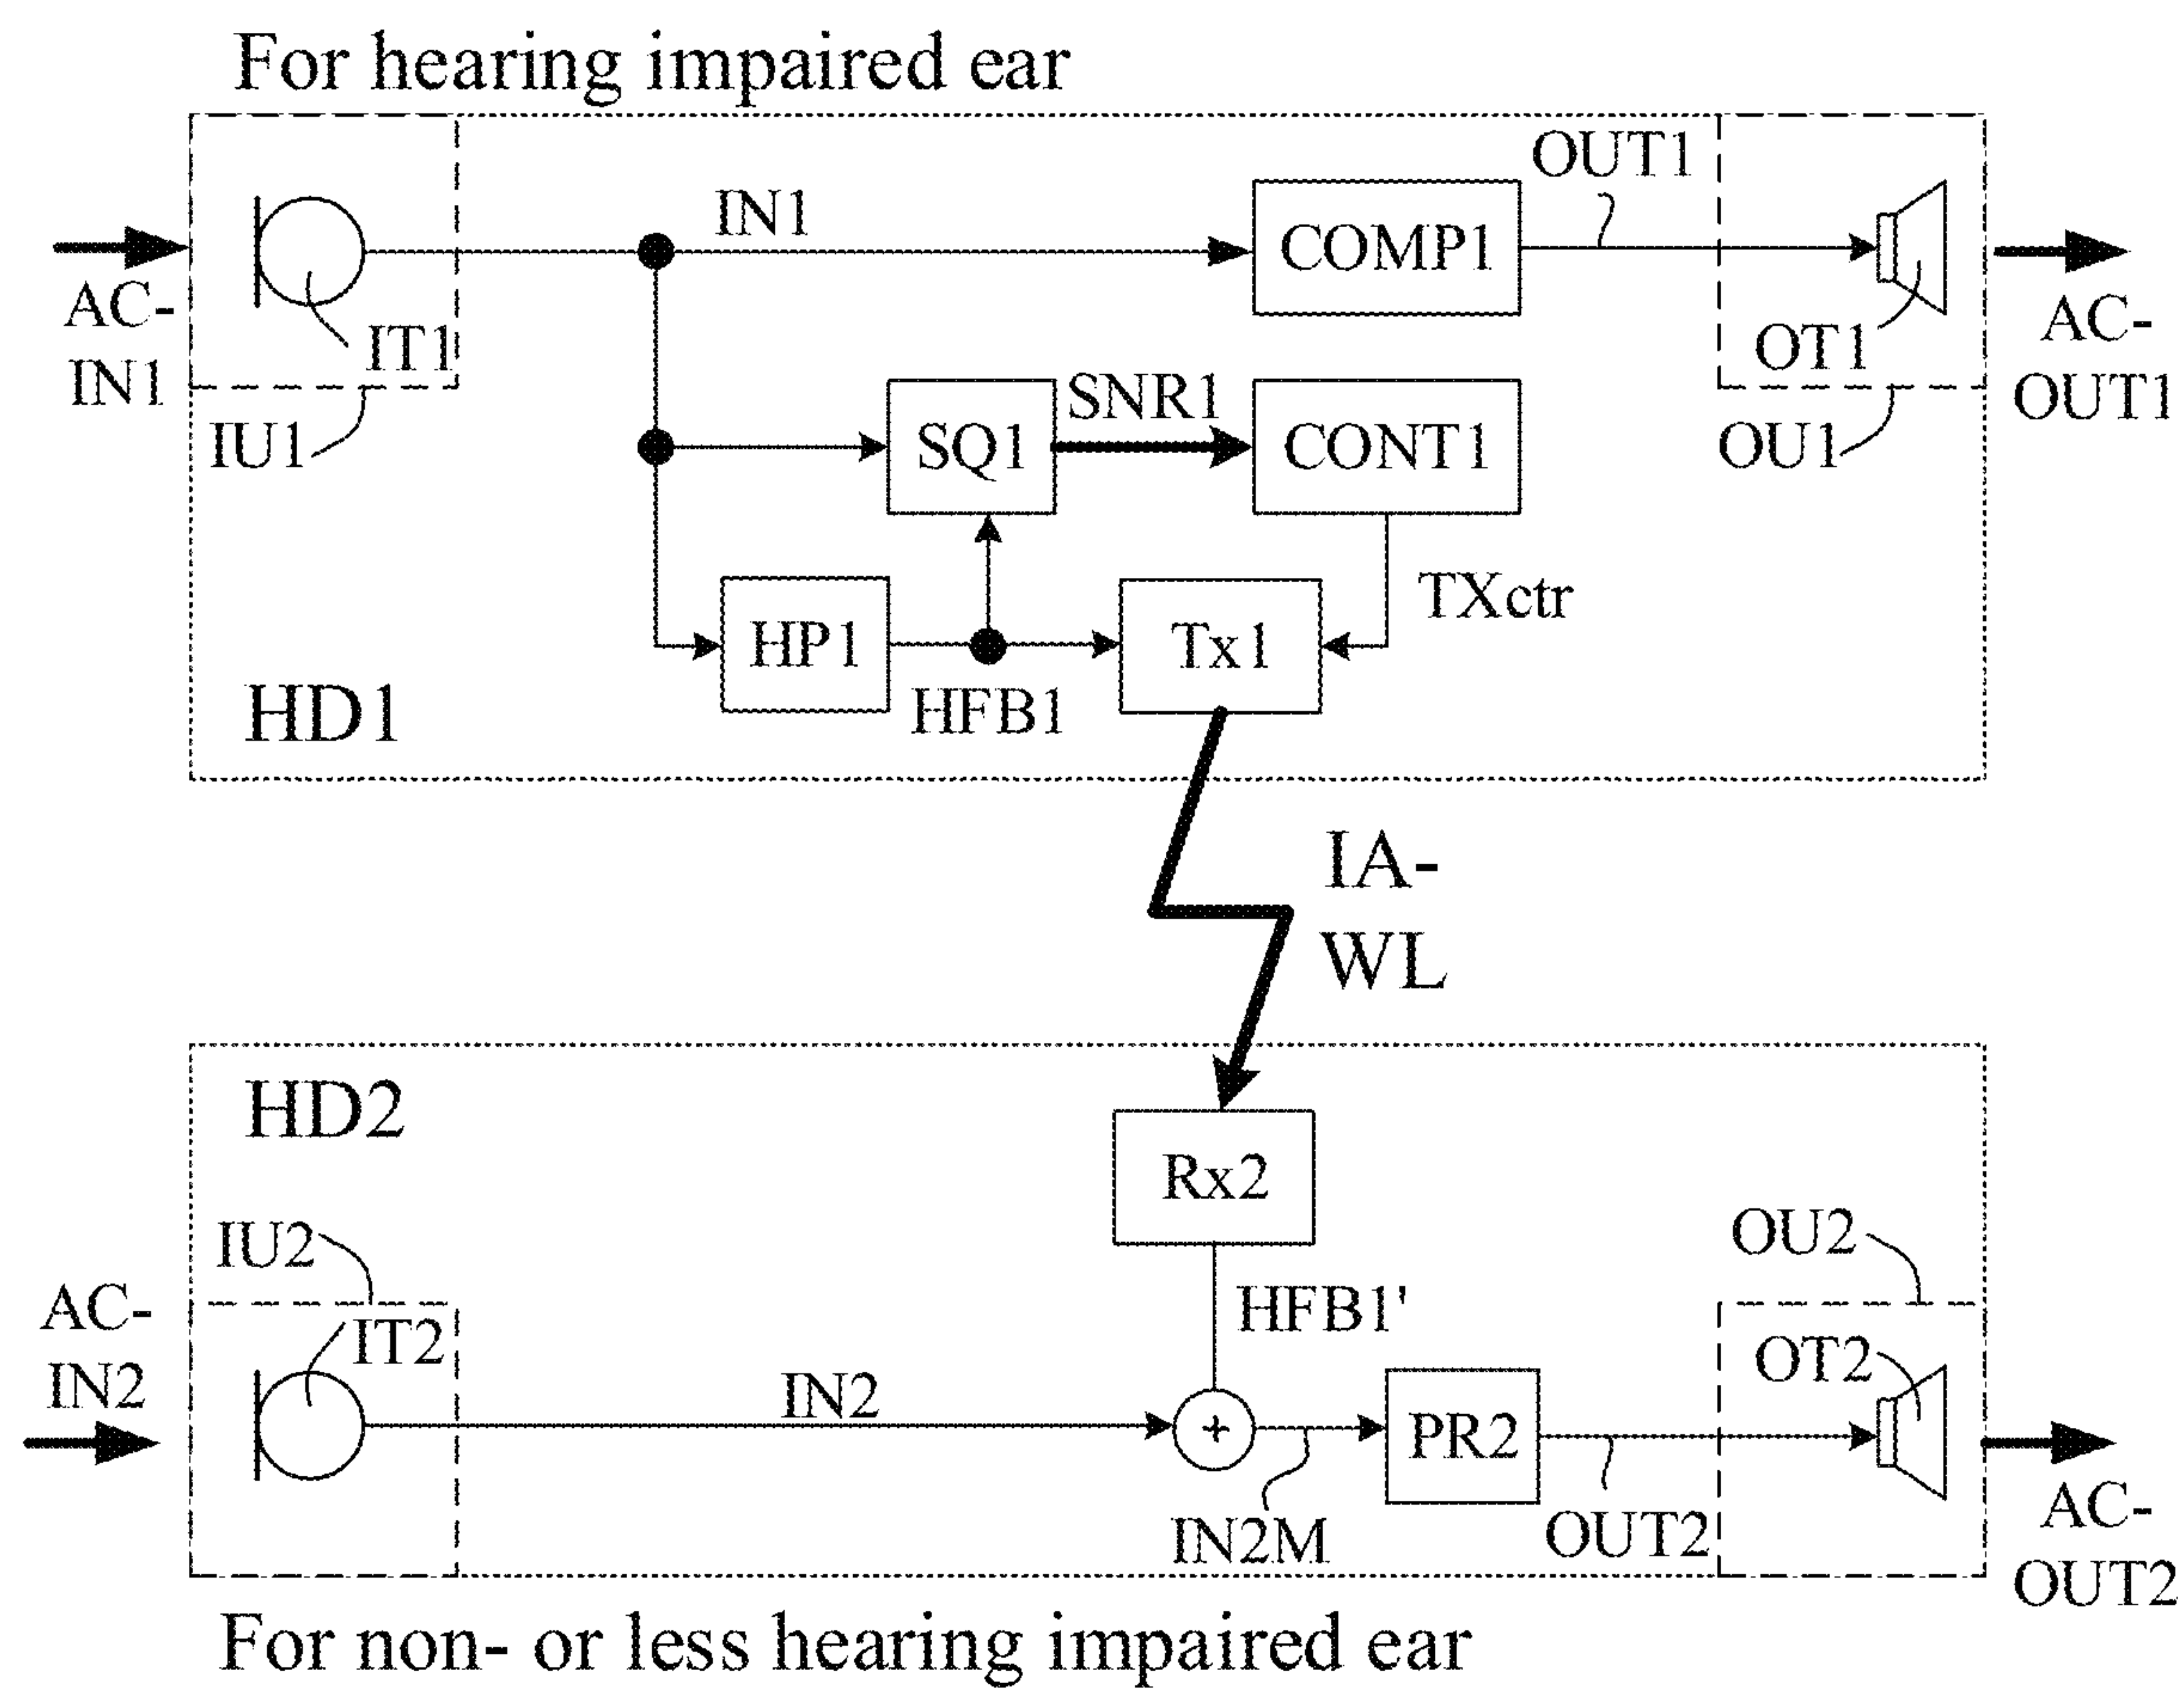 For hearing impaired ear
OUT1
IN1
COMP1
AC-
IN1
IT1
OT1
AC-
OUT1
IU1
SQ1
SNR1
CONT1
OU1
HP1
HFB1
Tx1
TXctr
HD1
IA-
WL
HD2
Rx2
IU2
OU2
AC-
IN2
IT2
HFB1'
OT2
IN2
+
PR2
IN2M
OUT2
AC-
OUT2
For non- or less hearing impaired ear